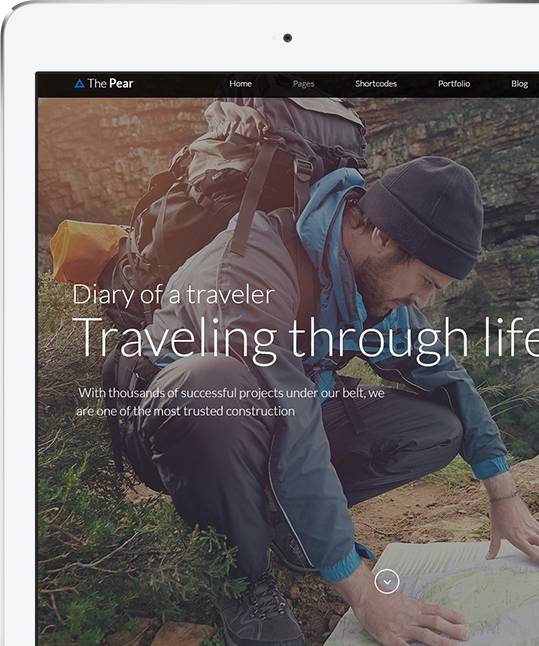 The Pear Home Pages Shortcodes Portfolio Blog
Diary of a traveler
Traveling through life
With thousands of successful projects under our belt, we
are one of the most trusted construction